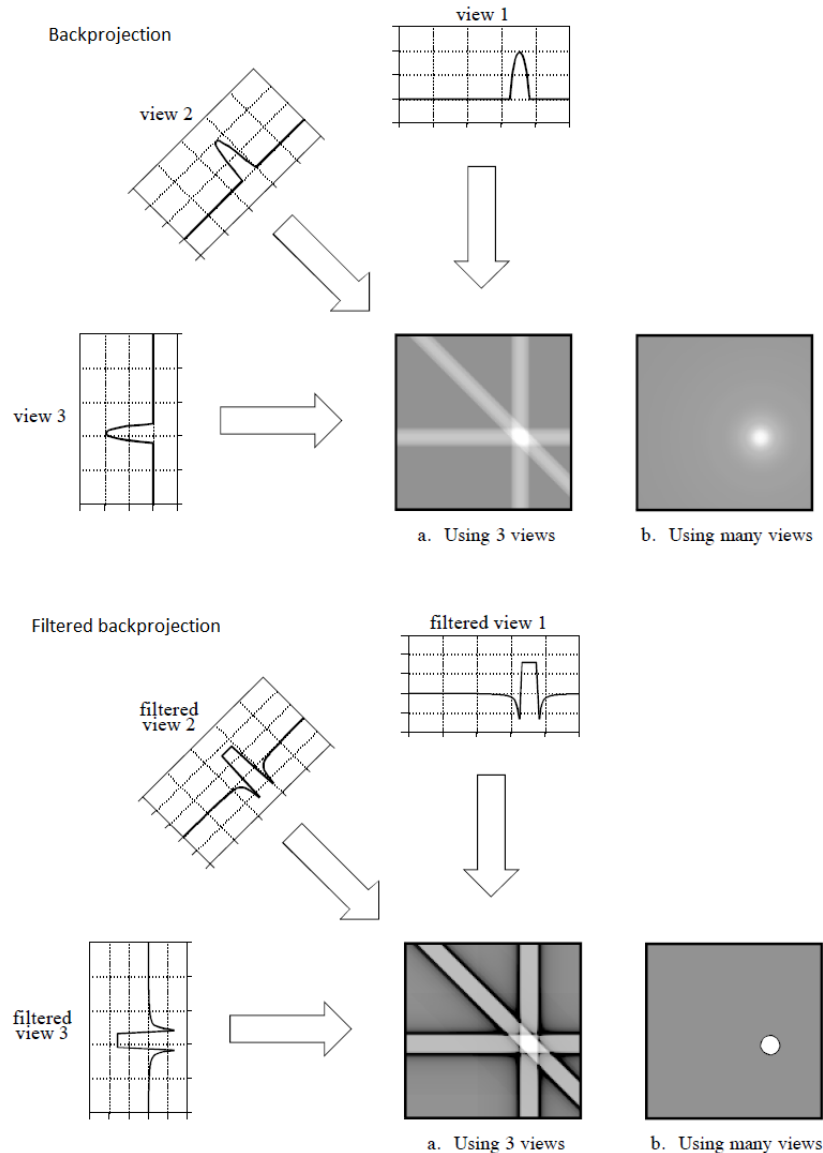 view 1
Backprojection
view 2
view 3
a. Using 3 views
b. Using many views
Filtered backprojection
filtered view 1
filtered
view 2
filtered
view 3
a. Using 3 views
b. Using many views